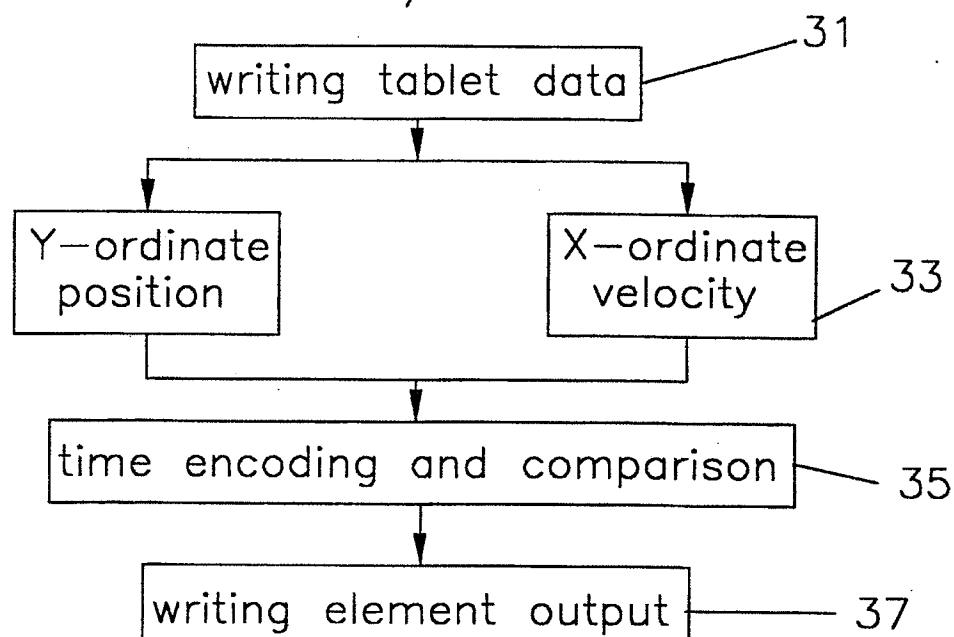 31
writing tablet data
Y-ordinate
position
X-ordinate
velocity
33
time encoding and comparison
35
writing element output
37